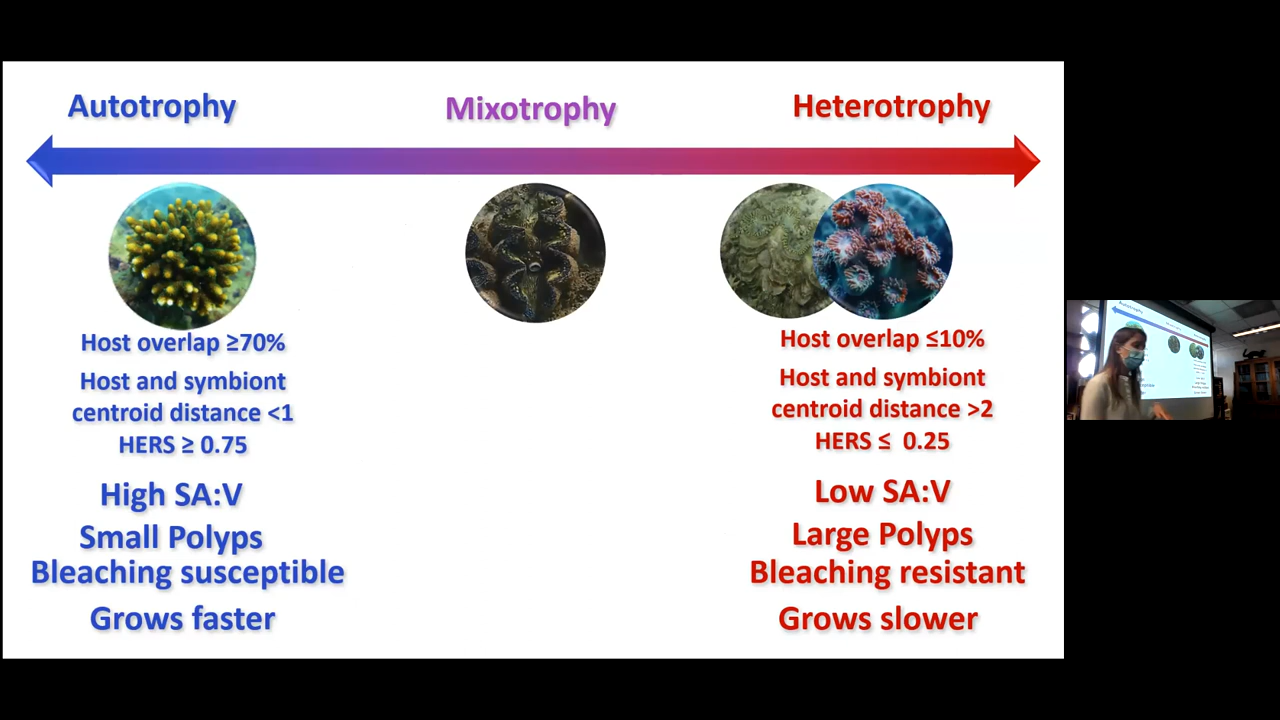 Autotrophy
Mixotrophy
Heterotrophy
Host overlap ≥70%
Host and symbiont
centroid distance <1
HERS ≥ 0.75
High SA:V
Small Polyps
Bleaching susceptible
Grows faster
Host overlap ≤10%
Host and symbiont
centroid distance >2
HERS ≤ 0.25
Low SA:V
Large Polyps
Bleaching resistant
Grows slower